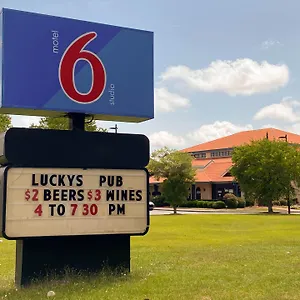 motel
6
studio
LUCKYS PUB
$2 BEERS $3 WINES
4 TO 7 30 PM